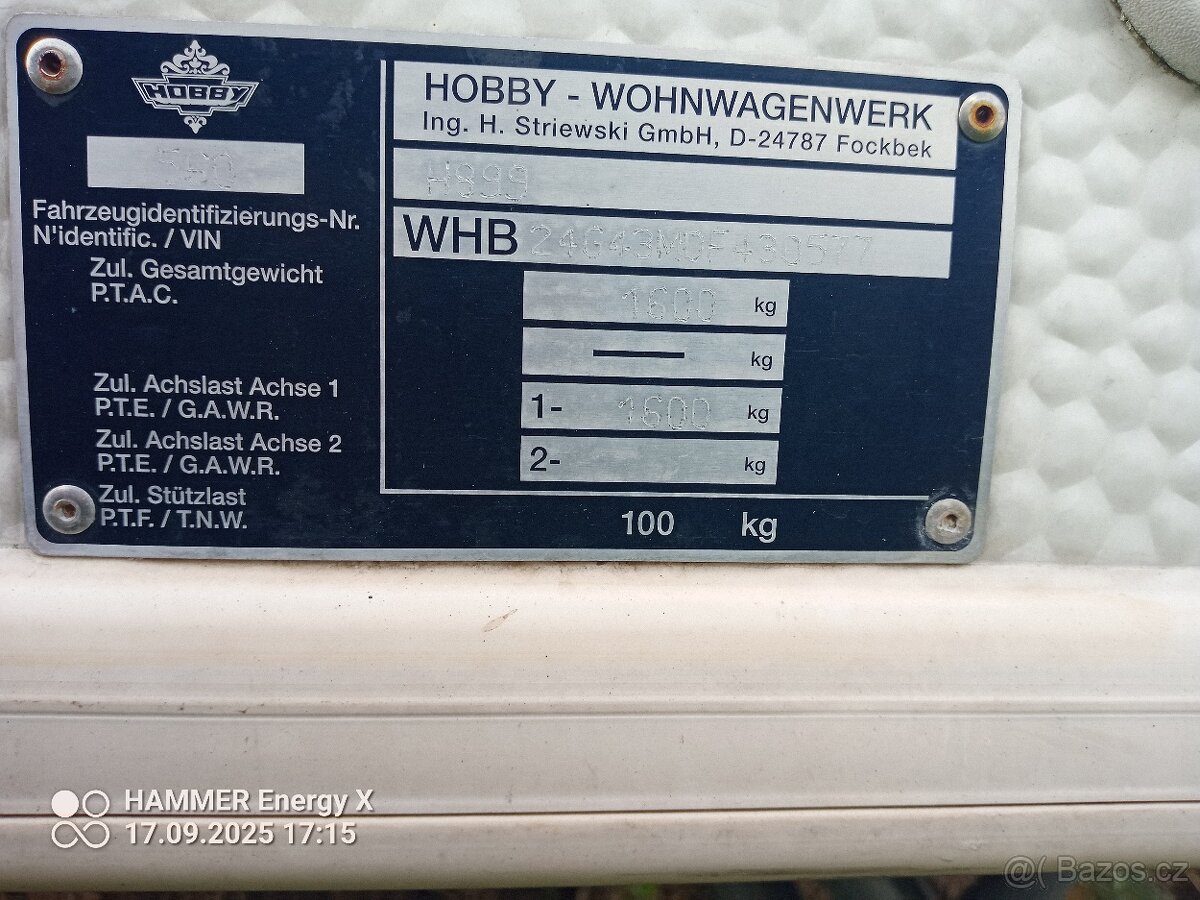 HOBBY
HOBBY - WOHNWAGENWERK
Ing. H. Striewski GmbH, D-24787 Fockbek
H899
Fahrzeugidentifizierungs-Nr.
N'identific. / VIN
WHB
Zul. Gesamtgewicht
P.T.A.C.
1600 kg
kg
Zul. Achslast Achse 1
P.T.E. / G.A.W.R.
1- 1600 kg
Zul. Achslast Achse 2
P.T.E. / G.A.W.R.
2- kg
Zul. Stützlast
P.T.F. / T.N.W.
100 kg
HAMMER Energy X
17.09.2025 17:15
Bazos.cz